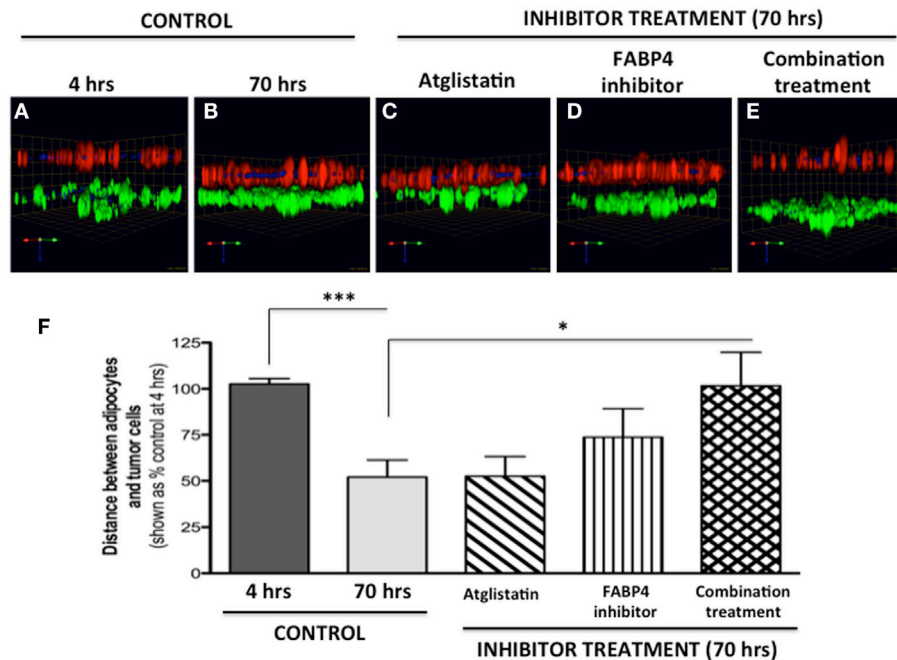 CONTROL
INHIBITOR TREATMENT (70 hrs)
4 hrs
70 hrs
Atglistatin
FABP4
inhibitor
Combination
treatment
A
B
C
D
E
F
***
*
Distance between adipocytes
and tumor cells
(shown as % control at 4 hrs)
125
100
75
50
25
0
4 hrs
70 hrs
Atglistatin
FABP4
inhibitor
Combination
treatment
CONTROL
INHIBITOR TREATMENT (70 hrs)